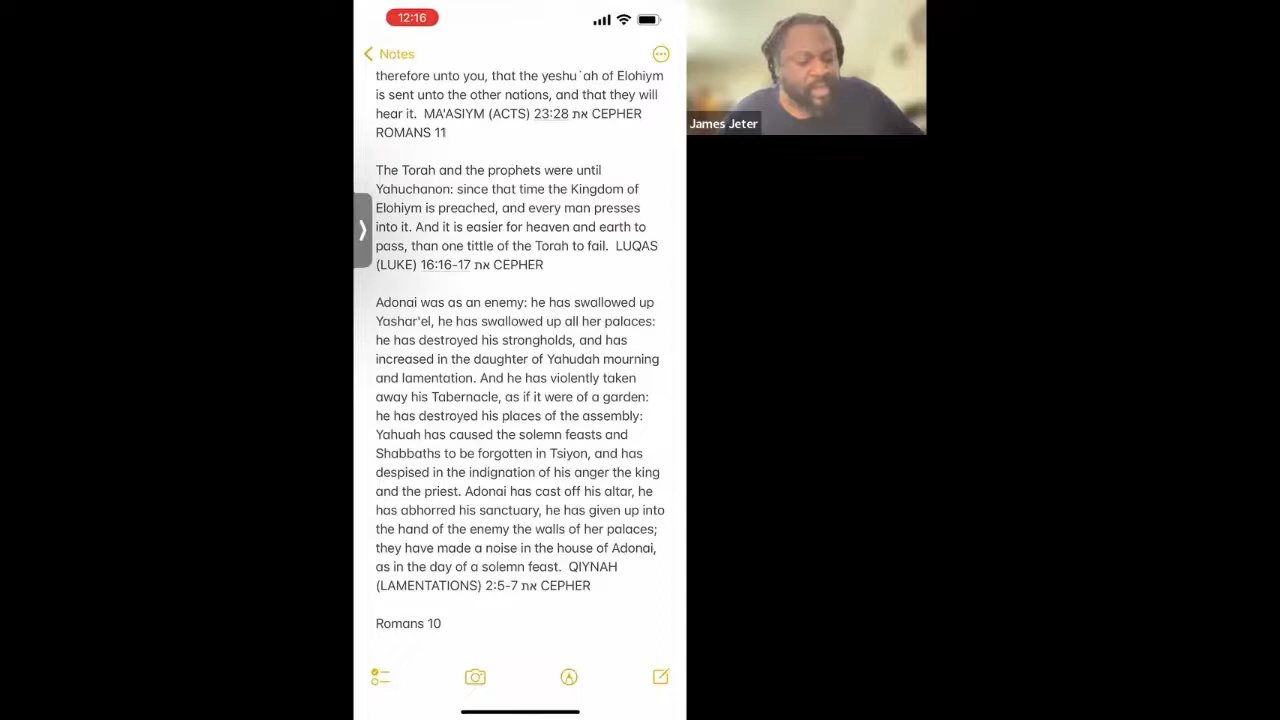 12:16
Notes
therefore unto you, that the yeshu`ah of Elohiym
is sent unto the other nations, and that they will
hear it.  MA'ASIYM (ACTS) 23:28 את CEPHER
ROMANS 11
The Torah and the prophets were until
Yahuchanon: since that time the Kingdom of
Elohiym is preached, and every man presses
into it. And it is easier for heaven and earth to
pass, than one tittle of the Torah to fail.  LUQAS
(LUKE) 16:16-17 את CEPHER
Adonai was as an enemy: he has swallowed up
Yashar'el, he has swallowed up all her palaces:
he has destroyed his strongholds, and has
increased in the daughter of Yahudah mourning
and lamentation. And he has violently taken
away his Tabernacle, as if it were of a garden:
he has destroyed his places of the assembly:
Yahuah has caused the solemn feasts and
Shabbaths to be forgotten in Tsiyon, and has
despised in the indignation of his anger the king
and the priest. Adonai has cast off his altar, he
has abhorred his sanctuary, he has given up into
the hand of the enemy the walls of her palaces;
they have made a noise in the house of Adonai,
as in the day of a solemn feast.  QIYNAH
(LAMENTATIONS) 2:5-7 את CEPHER
Romans 10
James Jeter